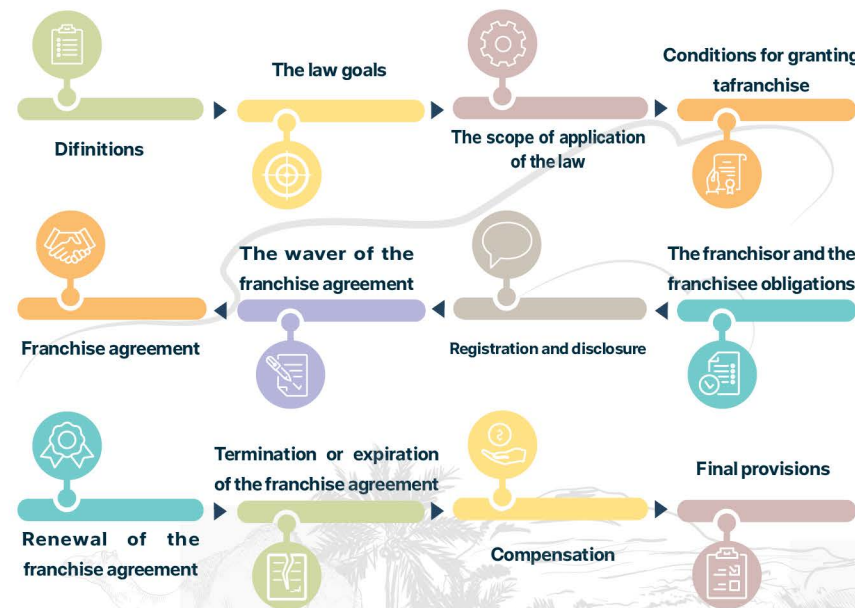 Difinitions
The law goals
The scope of application
of the law
Conditions for granting
tafranchise
The franchisor and the
franchisee obligations
Registration and disclosure
The waver of the
franchise agreement
Franchise agreement
Renewal of the
franchise agreement
Termination or expiration
of the franchise agreement
Compensation
Final provisions